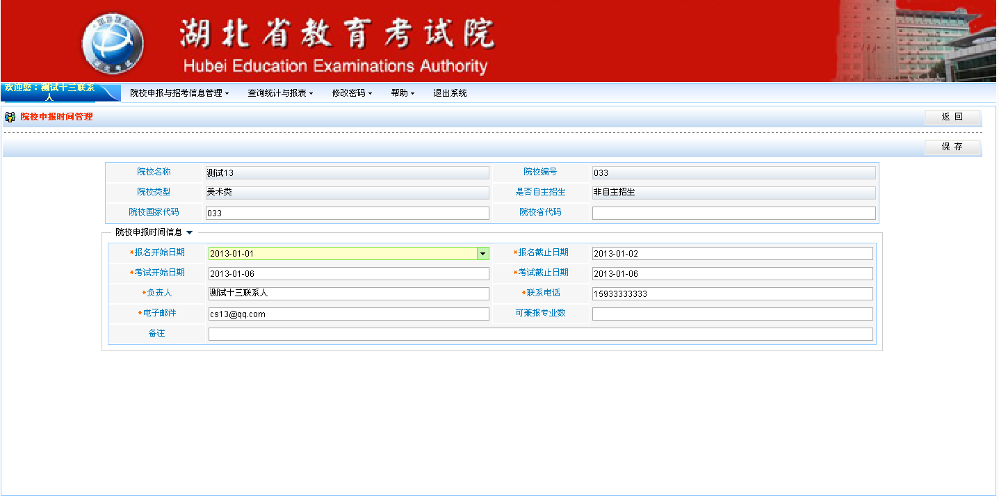 湖北省教育考试院
Hubei Education Examinations Authority
欢迎您：测试十三联系
人
院校申报与招考信息管理 查询统计与报表 修改密码 帮助 退出系统
院校申报时间管理 返 回
保 存
院校名称 测试13 院校编号 033
院校类型 美术类 是否自主招生 非自主招生
院校国家代码 033 院校省代码
院校申报时间信息
*报名开始日期 2013-01-01 *报名截止日期 2013-01-02
*考试开始日期 2013-01-06 *考试截止日期 2013-01-06
*负责人 测试十三联系人 *联系电话 15933333333
*电子邮件 cs13@qq.com 可兼报专业数
备注